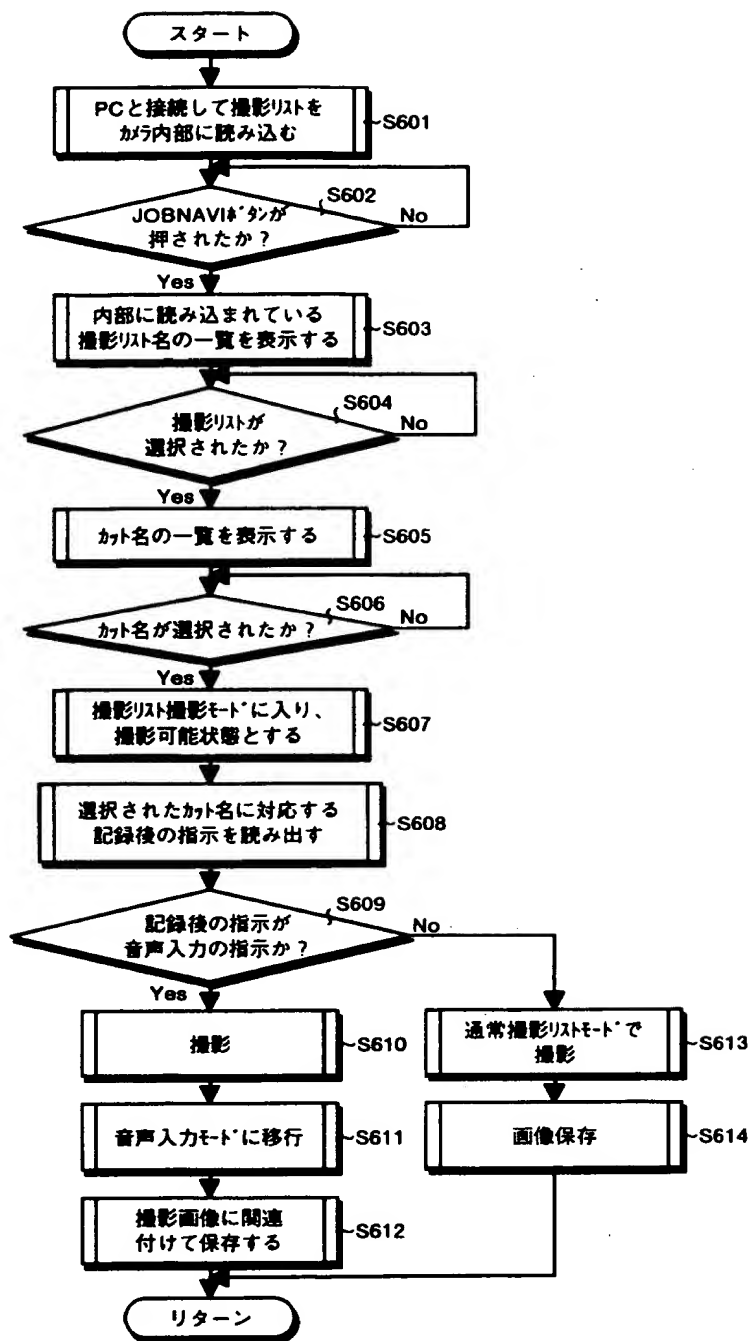 スタート
PCと接続して撮影リストを
ｶﾒﾗ内部に読み込む
S601
S602
JOBNAVIﾎﾞﾀﾝが
押されたか？
No
Yes
内部に読み込まれている
撮影リスト名の一覧を表示する
S603
S604
撮影ﾘｽﾄが
選択されたか？
No
Yes
ｶｯﾄ名の一覧を表示する
S605
S606
ｶｯﾄ名が選択されたか？
No
Yes
撮影ﾘｽﾄ撮影ﾓｰﾄﾞに入り、
撮影可能状態とする
S607
選択されたｶｯﾄ名に対応する
記録後の指示を読み出す
S608
S609
記録後の指示が
音声入力の指示か？
No
Yes
撮影
S610
通常撮影ﾘｽﾄﾓｰﾄﾞで
撮影
S613
音声入力ﾓｰﾄﾞに移行
S611
画像保存
S614
撮影画像に関連
付けて保存する
S612
リターン